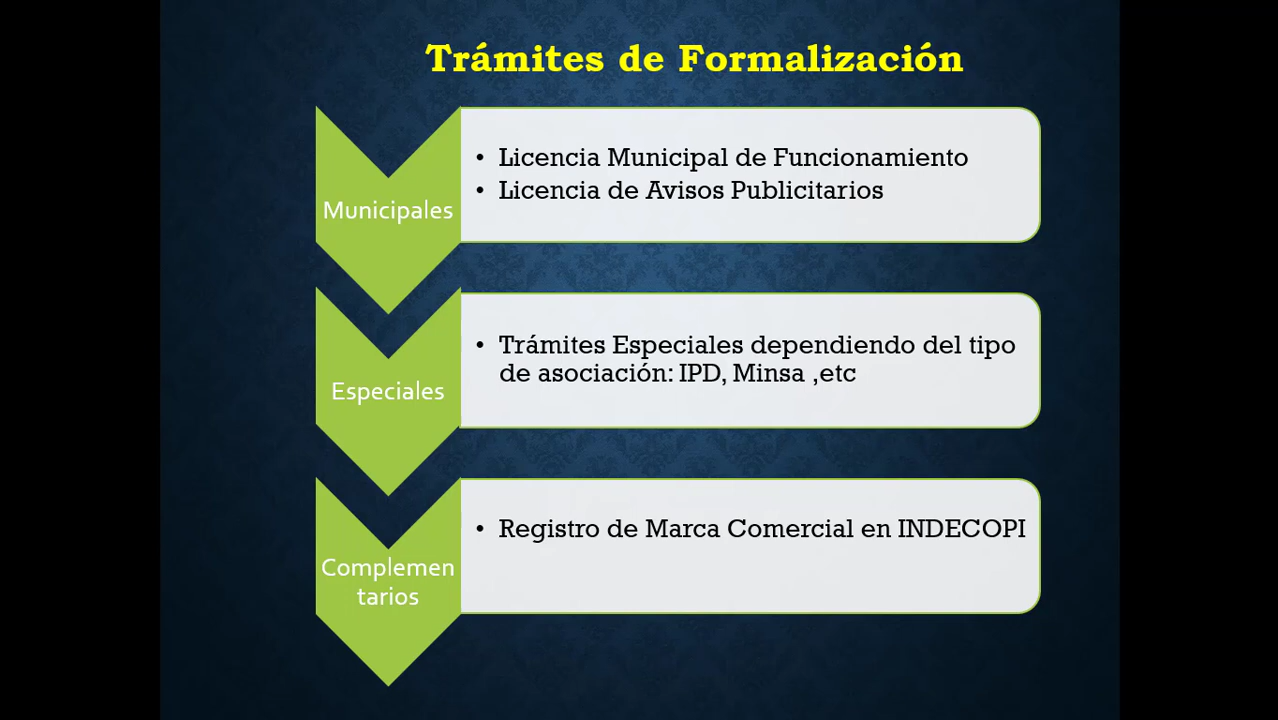 Trámites de Formalización
Municipales
• Licencia Municipal de Funcionamiento
• Licencia de Avisos Publicitarios
Especiales
• Trámites Especiales dependiendo del tipo
de asociación: IPD, Minsa ,etc
Complemen
tarios
• Registro de Marca Comercial en INDECOPI